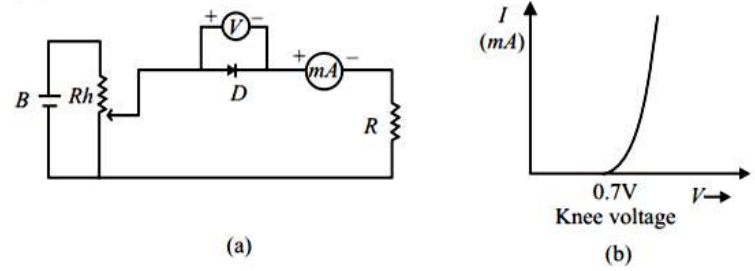 + V −
B
Rh
D
+ mA −
R
(a)
I
(mA)
0.7V
V→
Knee voltage
(b)